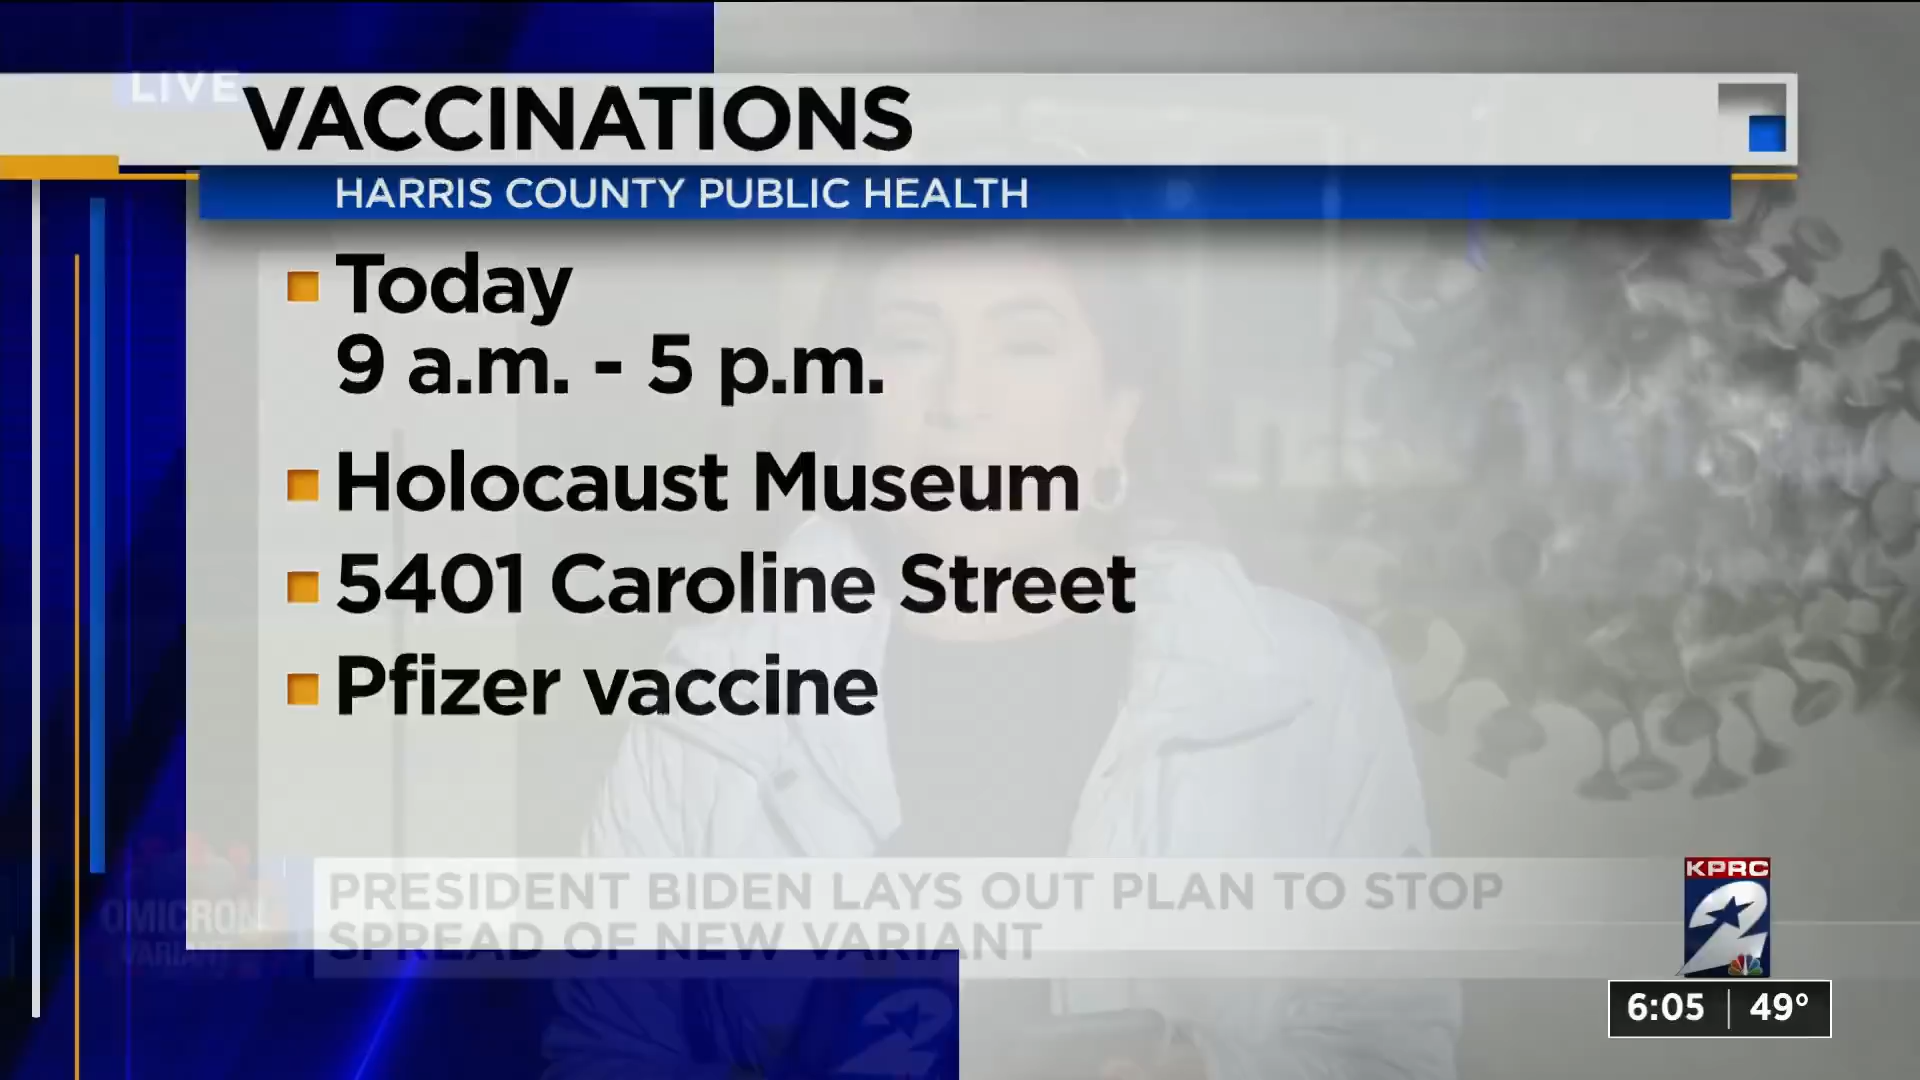 LIVE
VACCINATIONS
HARRIS COUNTY PUBLIC HEALTH
Today
9 a.m. - 5 p.m.
Holocaust Museum
5401 Caroline Street
Pfizer vaccine
OMICRON
VARIANT
PRESIDENT BIDEN LAYS OUT PLAN TO STOP
SPREAD OF NEW VARIANT
KPRC
2
6:05 49°